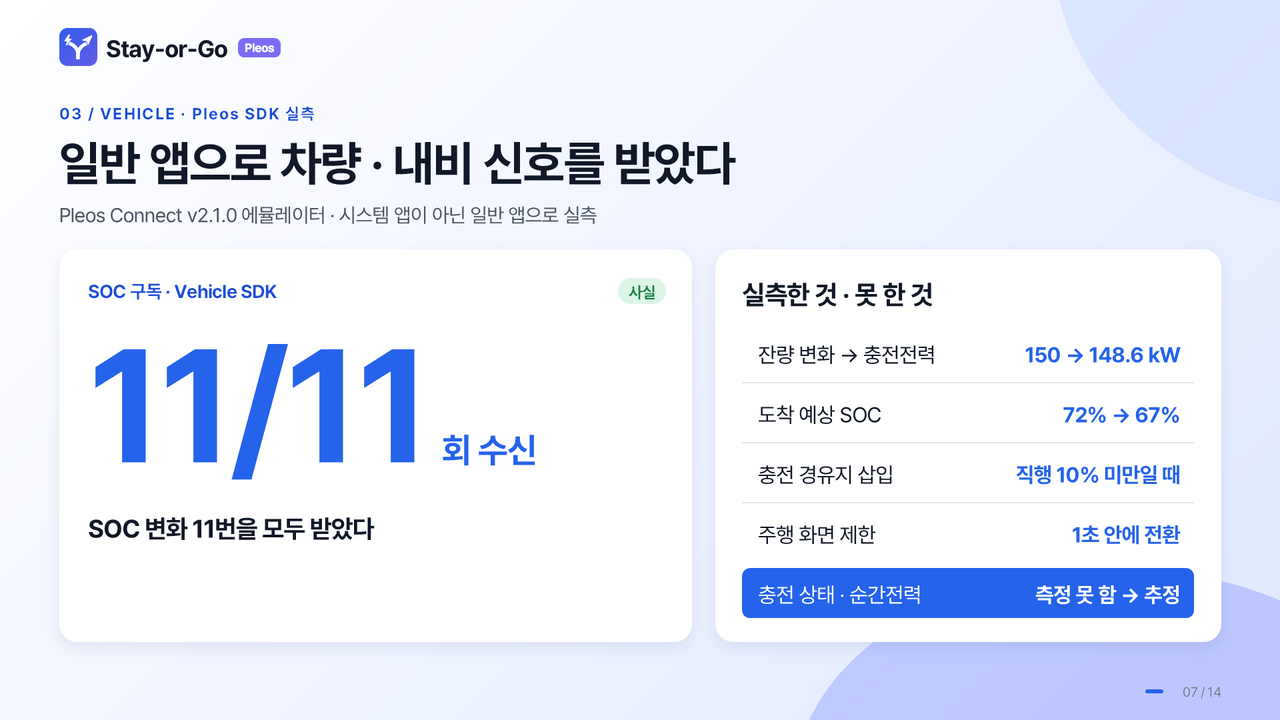 Stay-or-Go Pleos
03 / VEHICLE · Pleos SDK 실측
일반 앱으로 차량 · 내비 신호를 받았다
Pleos Connect v2.1.0 에뮬레이터 · 시스템 앱이 아닌 일반 앱으로 실측
SOC 구독 · Vehicle SDK
사실
11/11 회 수신
SOC 변화 11번을 모두 받았다
실측한 것 · 못 한 것
잔량 변화 → 충전전력 150 → 148.6 kW
도착 예상 SOC 72% → 67%
충전 경유지 삽입 직행 10% 미만일 때
주행 화면 제한 1초 안에 전환
충전 상태 · 순간전력 측정 못 함 → 추정
07 / 14